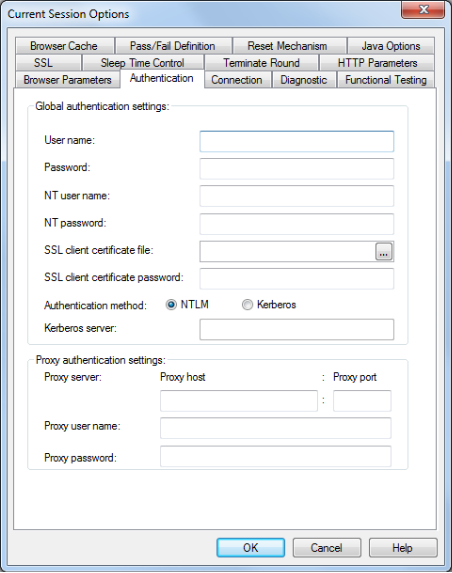 Current Session Options
Browser Cache Pass/Fail Definition Reset Mechanism Java Options
SSL Sleep Time Control Terminate Round HTTP Parameters
Browser Parameters Authentication Connection Diagnostic Functional Testing
Global authentication settings:
User name:
Password:
NT user name:
NT password:
SSL client certificate file: ...
SSL client certificate password:
Authentication method: NTLM Kerberos
Kerberos server:
Proxy authentication settings:
Proxy server: Proxy host : Proxy port
:
Proxy user name:
Proxy password:
OK Cancel Help